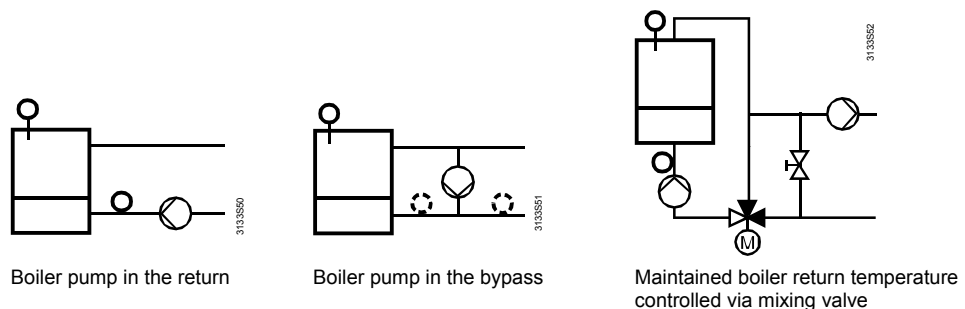 3133S50
Boiler pump in the return
3133S51
Boiler pump in the bypass
3133S52
M
Maintained boiler return temperature
controlled via mixing valve